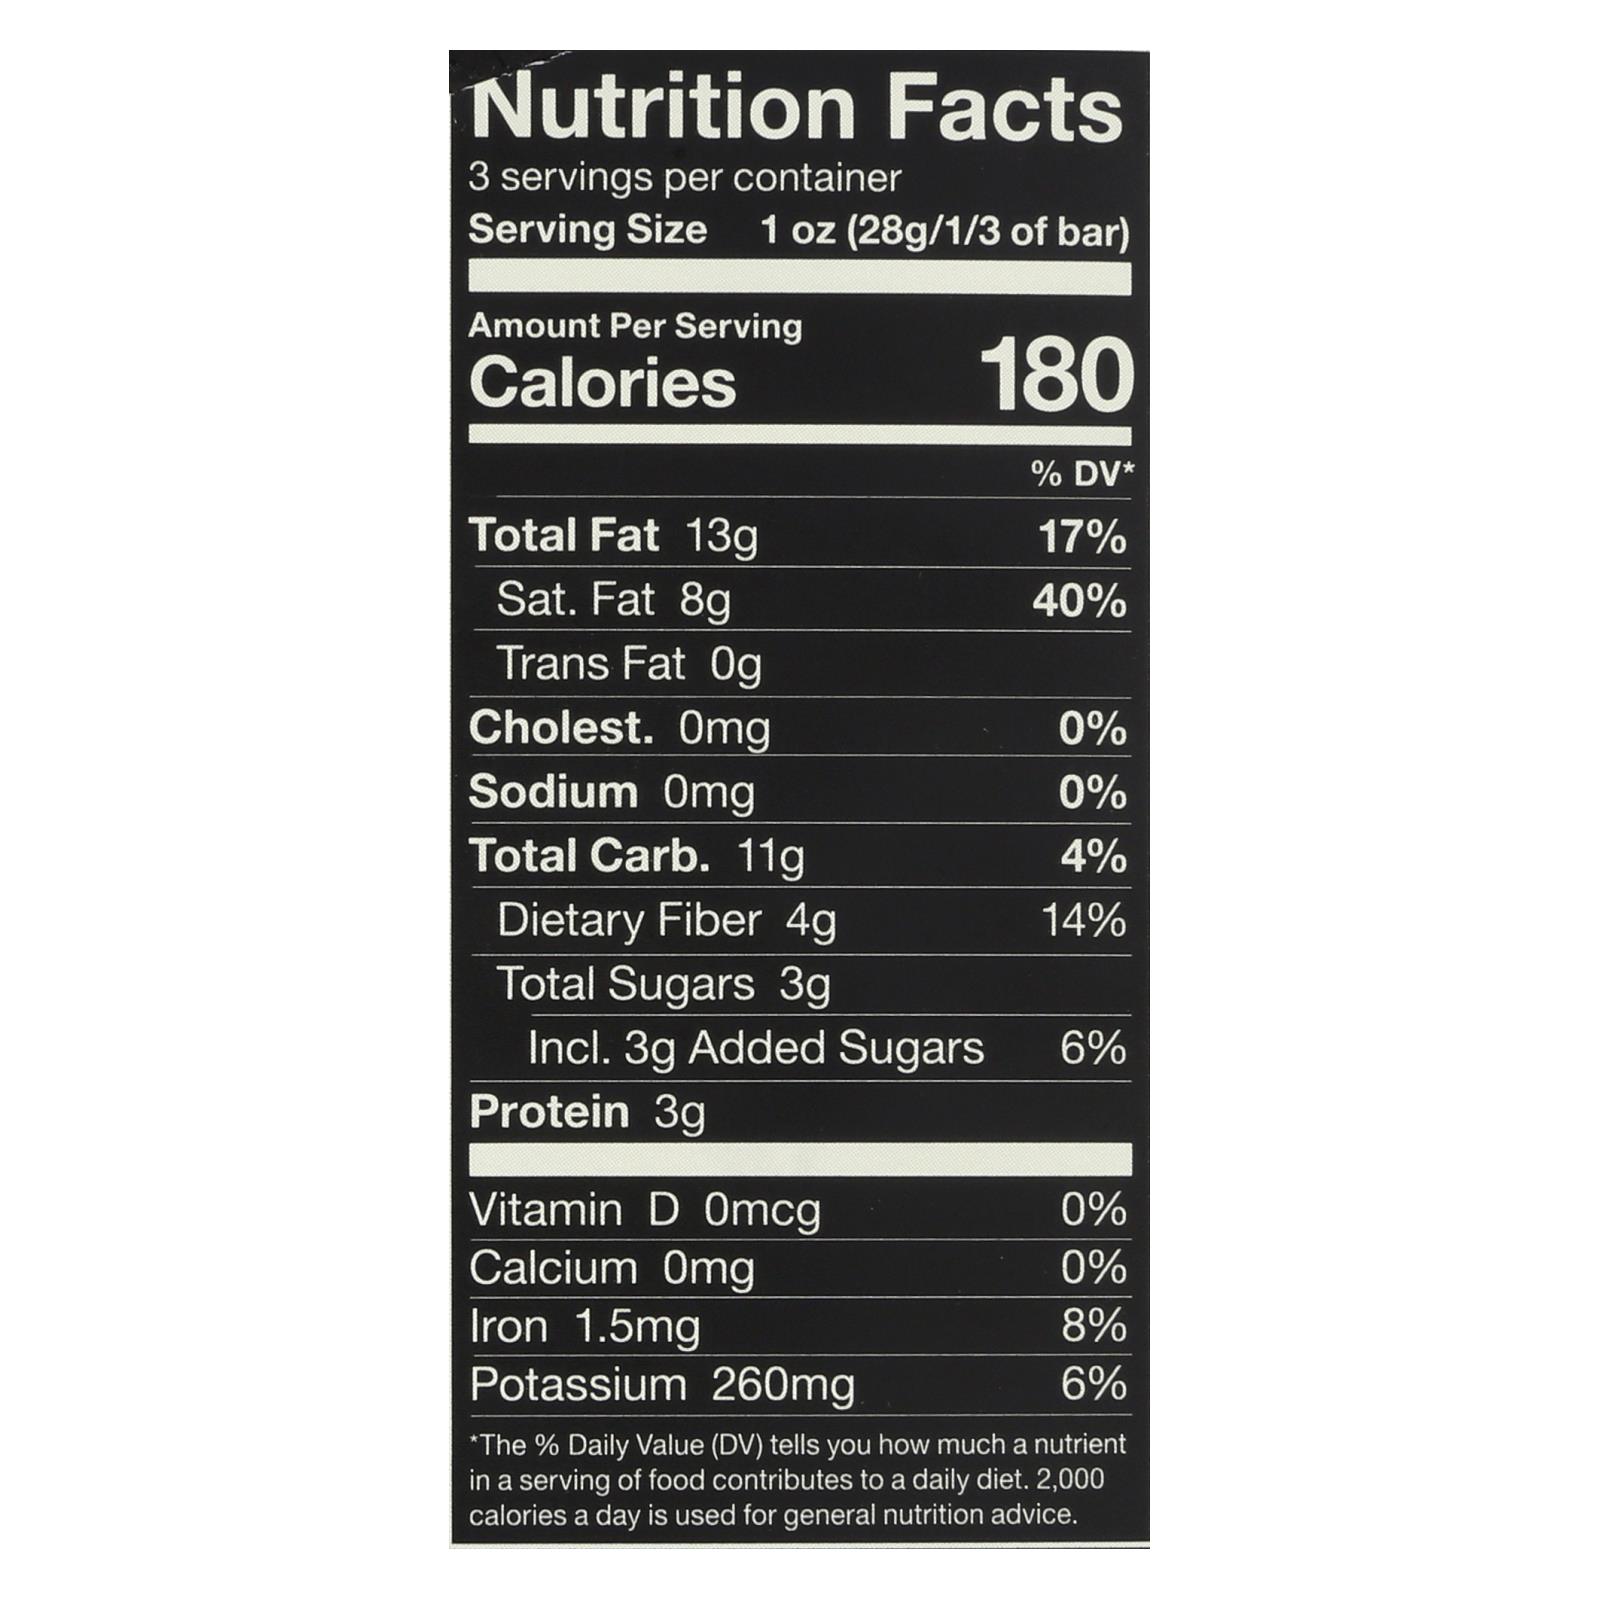 Nutrition Facts
3 servings per container
Serving Size 1 oz (28g/1/3 of bar)
Amount Per Serving
Calories 180
% DV*
Total Fat 13g 17%
Sat. Fat 8g 40%
Trans Fat 0g
Cholest. 0mg 0%
Sodium 0mg 0%
Total Carb. 11g 4%
Dietary Fiber 4g 14%
Total Sugars 3g
Incl. 3g Added Sugars 6%
Protein 3g
Vitamin D 0mcg 0%
Calcium 0mg 0%
Iron 1.5mg 8%
Potassium 260mg 6%
*The % Daily Value (DV) tells you how much a nutrient
in a serving of food contributes to a daily diet. 2,000
calories a day is used for general nutrition advice.